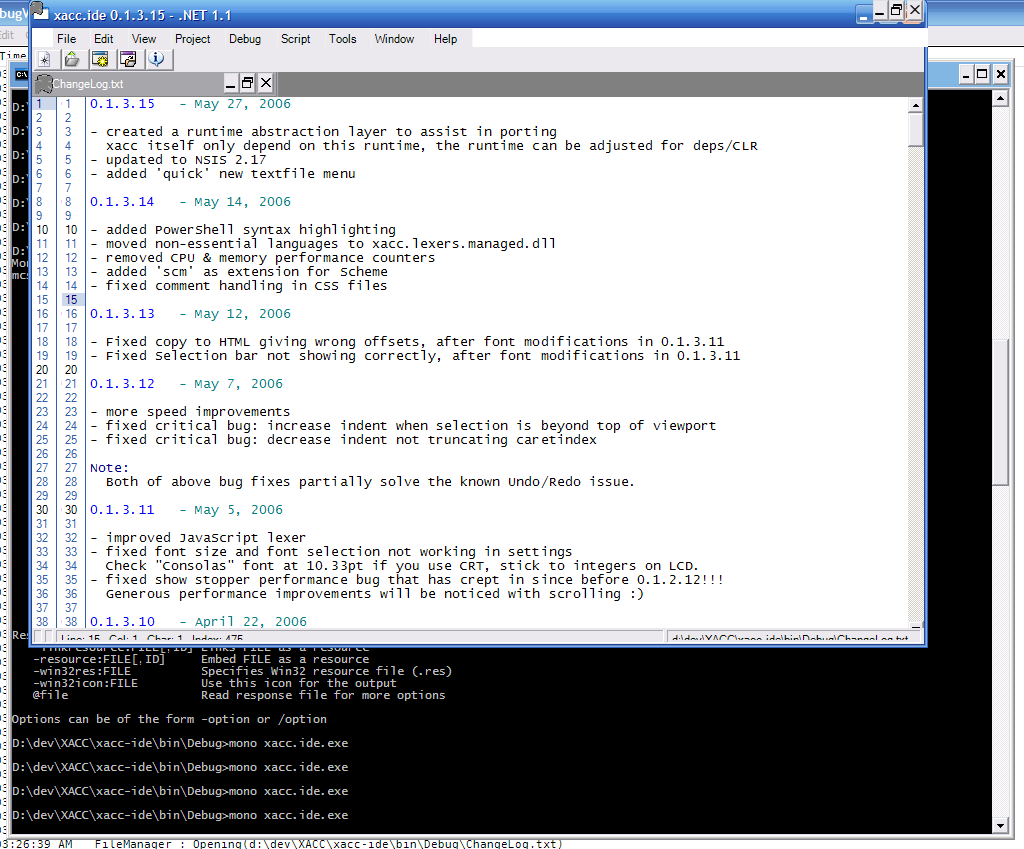 xacc.ide 0.1.3.15 - .NET 1.1
File Edit View Project Debug Script Tools Window Help
ChangeLog.txt
1 1 0.1.3.15 - May 27, 2006
2 2
3 3 - created a runtime abstraction layer to assist in porting
4 4 xacc itself only depend on this runtime, the runtime can be adjusted for deps/CLR
5 5 - updated to NSIS 2.17
6 6 - added 'quick' new textfile menu
7 7
8 8 0.1.3.14 - May 14, 2006
9 9
10 10 - added PowerShell syntax highlighting
11 11 - moved non-essential languages to xacc.lexers.managed.dll
12 12 - removed CPU & memory performance counters
13 13 - added 'scm' as extension for Scheme
14 14 - fixed comment handling in CSS files
15 15
16 16 0.1.3.13 - May 12, 2006
17 17
18 18 - Fixed copy to HTML giving wrong offsets, after font modifications in 0.1.3.11
19 19 - Fixed Selection bar not showing correctly, after font modifications in 0.1.3.11
20 20
21 21 0.1.3.12 - May 7, 2006
22 22
23 23 - more speed improvements
24 24 - fixed critical bug: increase indent when selection is beyond top of viewport
25 25 - fixed critical bug: decrease indent not truncating caretindex
26 26
27 27 Note:
28 28 Both of above bug fixes partially solve the known Undo/Redo issue.
29 29
30 30 0.1.3.11 - May 5, 2006
31 31
32 32 - improved JavaScript lexer
33 33 - fixed font size and font selection not working in settings
34 34 Check "Consolas" font at 10.33pt if you use CRT, stick to integers on LCD.
35 35 - fixed show stopper performance bug that has crept in since before 0.1.2.12!!!
36 36 Generous performance improvements will be noticed with scrolling :)
37 37
38 38 0.1.3.10 - April 22, 2006
Line: 15 Col: 1 Char: 1 Index: 475 d:\dev\XACC\xacc-ide\bin\Debug\ChangeLog.txt
-linkresource:FILE[,ID] Links FILE as a resource
-resource:FILE[,ID] Embed FILE as a resource
-win32res:FILE Specifies Win32 resource file (.res)
-win32icon:FILE Use this icon for the output
@file Read response file for more options
Options can be of the form -option or /option
D:\dev\XACC\xacc-ide\bin\Debug>mono xacc.ide.exe
D:\dev\XACC\xacc-ide\bin\Debug>mono xacc.ide.exe
D:\dev\XACC\xacc-ide\bin\Debug>mono xacc.ide.exe
D:\dev\XACC\xacc-ide\bin\Debug>mono xacc.ide.exe
3:26:39 AM FileManager : Opening(d:\dev\XACC\xacc-ide\bin\Debug\ChangeLog.txt)